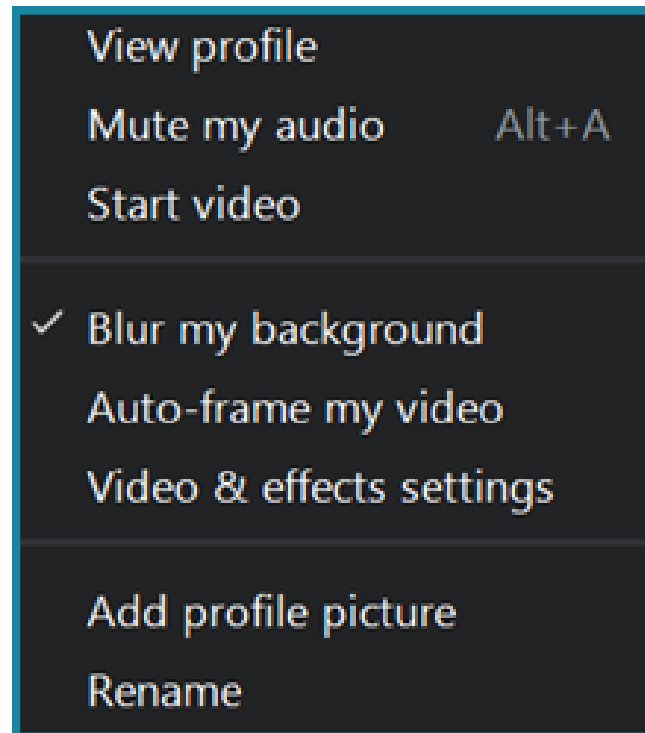 View profile
Mute my audio Alt+A
Start video
Blur my background
Auto-frame my video
Video & effects settings
Add profile picture
Rename